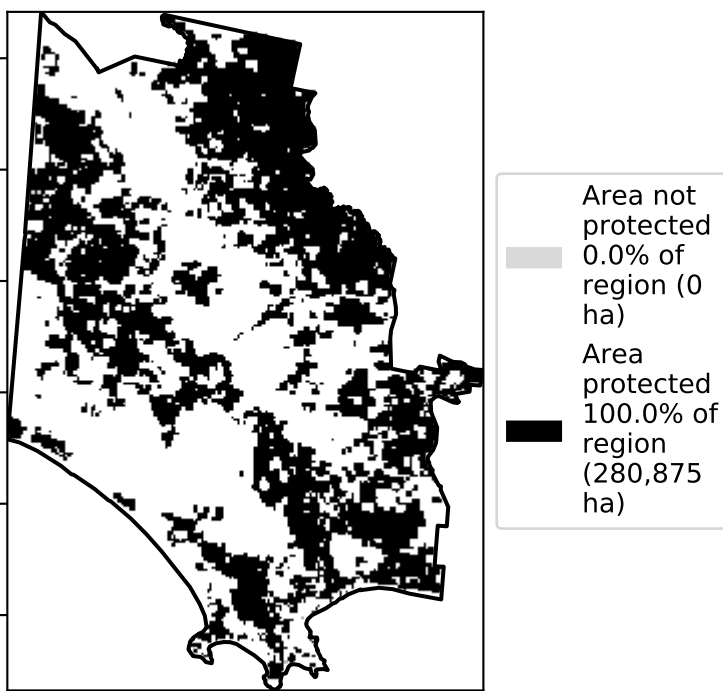 Area not
protected
0.0% of
region (0
ha)
Area
protected
100.0% of
region
(280,875
ha)